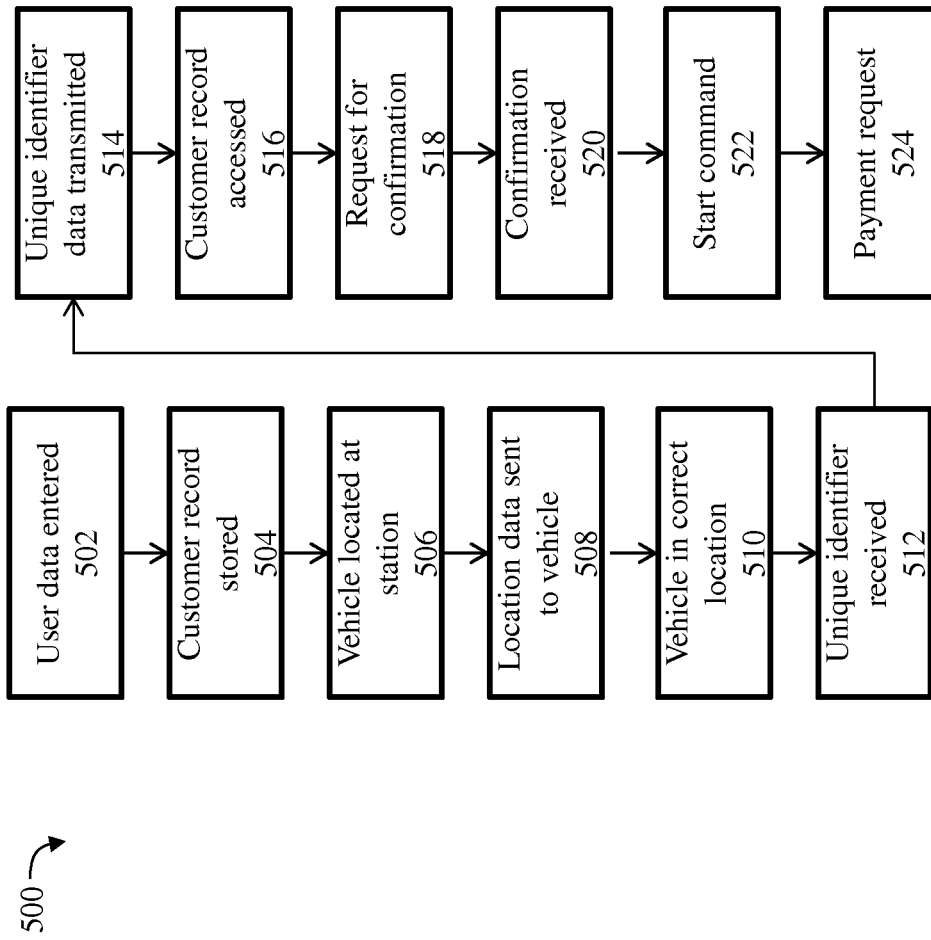 500
User data entered
502
Customer record
stored
504
Vehicle located at
station
506
Location data sent
to vehicle
508
Vehicle in correct
location
510
Unique identifier
received
512
Unique identifier
data transmitted
514
Customer record
accessed
516
Request for
confirmation
518
Confirmation
received
520
Start command
522
Payment request
524